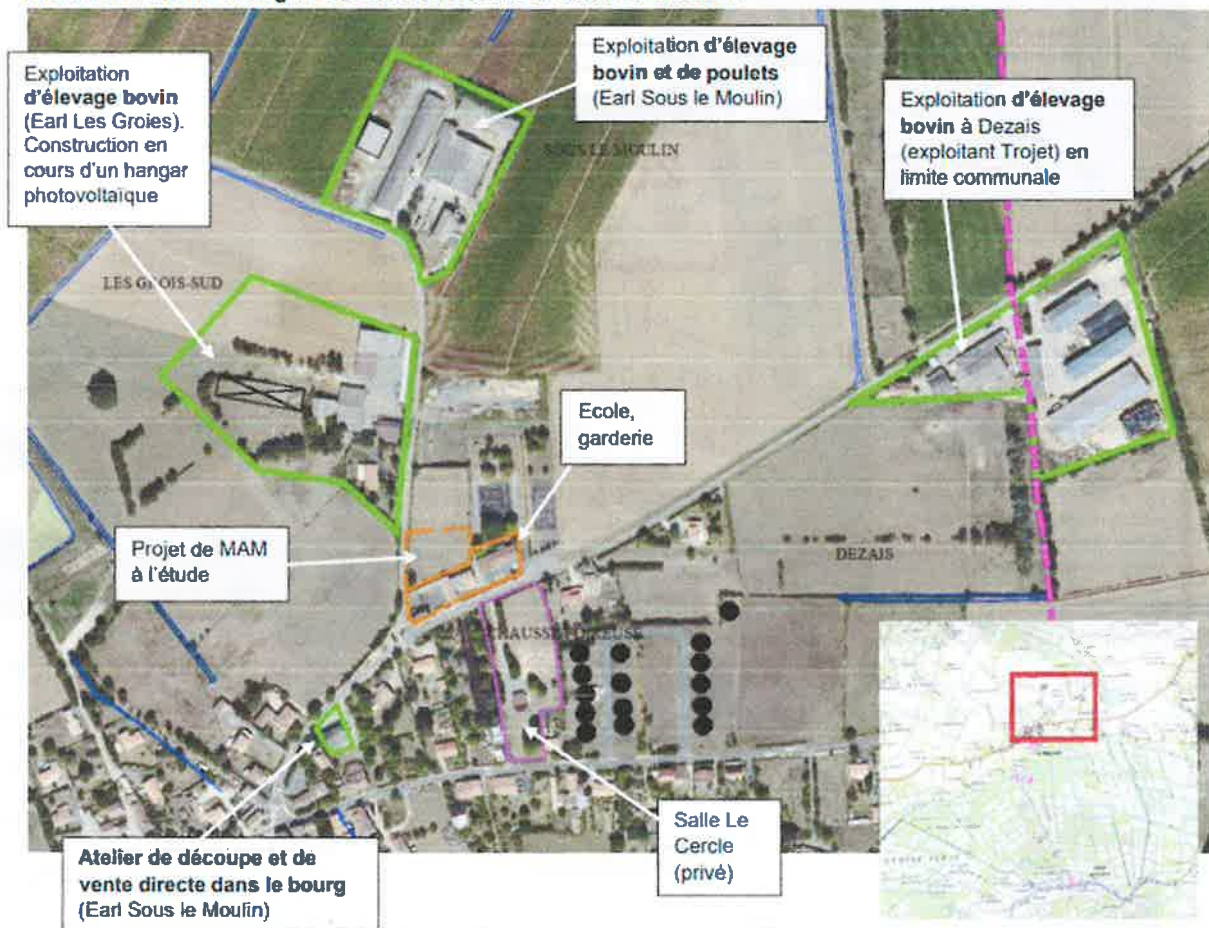 Exploitation
d'élevage bovin
(Earl Les Groies).
Construction en
cours d'un hangar
photovoltaïque
Exploitation d'élevage
bovin et de poulets
(Earl Sous le Moulin)
Exploitation d'élevage
bovin à Dezais
(exploitant Trojet) en
limite communale
SOUS LE MOULIN
LES GROIS-SUD
Ecole,
garderie
Projet de MAM
à l'étude
DEZAIS
Salle Le
Cercle
(privé)
Atelier de découpe et de
vente directe dans le bourg
(Earl Sous le Moulin)